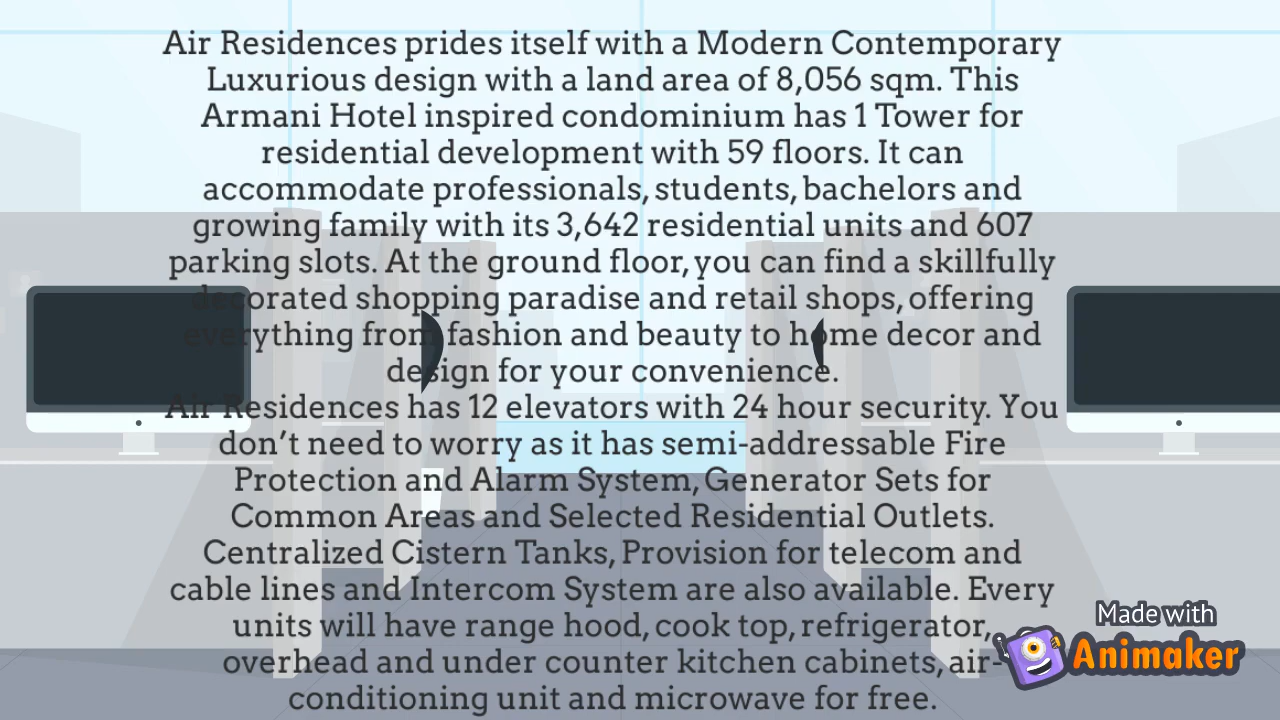 Air Residences prides itself with a Modern Contemporary
Luxurious design with a land area of 8,056 sqm. This
Armani Hotel inspired condominium has 1 Tower for
residential development with 59 floors. It can
accommodate professionals, students, bachelors and
growing family with its 3,642 residential units and 607
parking slots. At the ground floor, you can find a skillfully
decorated shopping paradise and retail shops, offering
everything from fashion and beauty to home decor and
design for your convenience.
Air Residences has 12 elevators with 24 hour security. You
don’t need to worry as it has semi-addressable Fire
Protection and Alarm System, Generator Sets for
Common Areas and Selected Residential Outlets.
Centralized Cistern Tanks, Provision for telecom and
cable lines and Intercom System are also available. Every
units will have range hood, cook top, refrigerator,
overhead and under counter kitchen cabinets, air-
conditioning unit and microwave for free.
Made with
Animaker